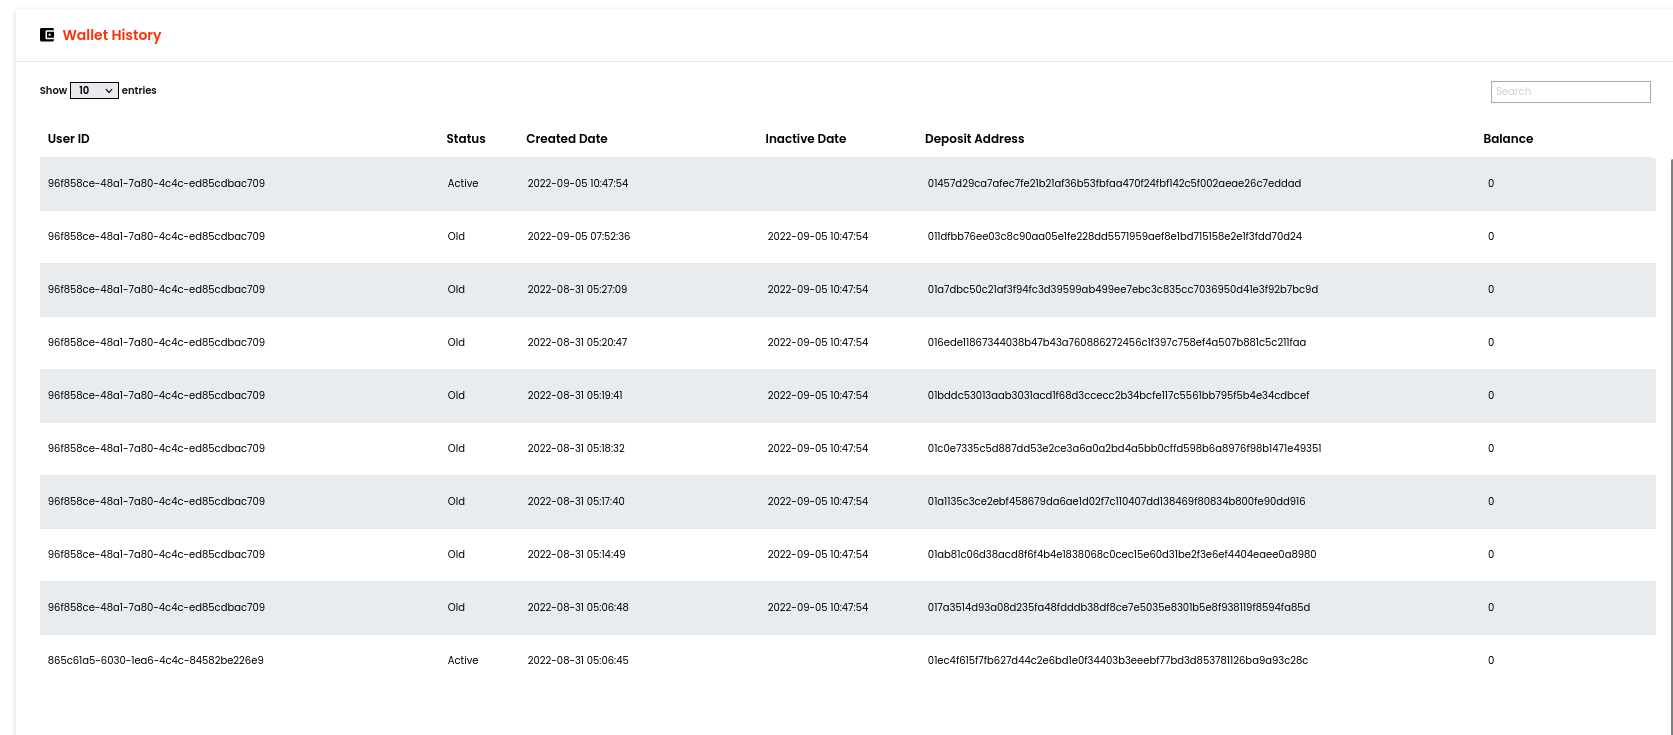 Wallet History
Show 10 entries
Search
User ID Status Created Date Inactive Date Deposit Address Balance
96f858ce-48a1-7a80-4c4c-ed85cdbac709 Active 2022-09-05 10:47:54 01457d29ca7afec7fe21b21af36b53fbfaa470f24fbf142c5f002aeae26c7eddad 0
96f858ce-48a1-7a80-4c4c-ed85cdbac709 Old 2022-09-05 07:52:36 2022-09-05 10:47:54 011dfbb76ee03c8c90aa05e1fe228dd5571959aef8e1bd715158e2e1f3fdd70d24 0
96f858ce-48a1-7a80-4c4c-ed85cdbac709 Old 2022-08-31 05:27:09 2022-09-05 10:47:54 01a7dbc50c21af3f94fc3d39599ab499ee7ebc3c835cc7036950d41e3f92b7bc9d 0
96f858ce-48a1-7a80-4c4c-ed85cdbac709 Old 2022-08-31 05:20:47 2022-09-05 10:47:54 016ede11867344038b47b43a760886272456c1f397c758ef4a507b881c5c211faa 0
96f858ce-48a1-7a80-4c4c-ed85cdbac709 Old 2022-08-31 05:19:41 2022-09-05 10:47:54 01bddc53013aab3031acd1f68d3ccecc2b34bcfe117c5561bb795f5b4e34cdbcef 0
96f858ce-48a1-7a80-4c4c-ed85cdbac709 Old 2022-08-31 05:18:32 2022-09-05 10:47:54 01c0e7335c5d887dd53e2ce3a6a0a2bd4a5bb0cffd598b6a8976f98b1471e49351 0
96f858ce-48a1-7a80-4c4c-ed85cdbac709 Old 2022-08-31 05:17:40 2022-09-05 10:47:54 01a1135c3ce2ebf458679da6ae1d02f7c110407dd138469f80834b800fe90dd916 0
96f858ce-48a1-7a80-4c4c-ed85cdbac709 Old 2022-08-31 05:14:49 2022-09-05 10:47:54 01ab81c06d38acd8f6f4b4e1838068c0cec15e60d31be2f3e6ef4404eaee0a8980 0
96f858ce-48a1-7a80-4c4c-ed85cdbac709 Old 2022-08-31 05:06:48 2022-09-05 10:47:54 017a3514d93a08d235fa48fdddb38df8ce7e5035e8301b5e8f938119f8594fa85d 0
865c61a5-6030-1ea6-4c4c-84582be226e9 Active 2022-08-31 05:06:45 01ec4f615f7fb627d44c2e6bd1e0f34403b3eeebf77bd3d853781126ba9a93c28c 0